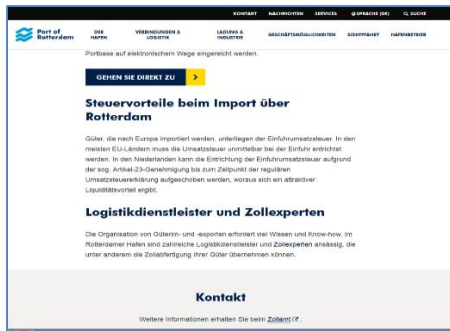 KONTAKT NACHRICHTEN SERVICES @SPRACHE (DE) SUCHE
Port of Rotterdam
DER HAFEN
VERBINDUNGEN & LOGISTIK
LADUNG & INDUSTRIE
GESCHÄFTSMÖGLICHKEITEN
SCHIFFFAHRT
HAFENBETRIEB
Portbase auf elektronischem Wege eingereicht werden.
GEHEN SIE DIREKT ZU >
Steuervorteile beim Import über
Rotterdam
Güter, die nach Europa importiert werden, unterliegen der Einfuhrumsatzsteuer. In den
meisten EU-Ländern muss die Umsatzsteuer unmittelbar bei der Einfuhr entrichtet
werden. In den Niederlanden kann die Entrichtung der Einfuhrumsatzsteuer aufgrund
der sog. Artikel-23-Genehmigung bis zum Zeitpunkt der regulären
Umsatzsteuererklärung aufgeschoben werden, woraus sich ein attraktiver
Liquiditätsvorteil ergibt.
Logistikdienstleister und Zollexperten
Die Organisation von Güterim- und -exporten erfordert viel Wissen und Know-how. Im
Rotterdamer Hafen sind zahlreiche Logistikdienstleister und Zollexperten ansässig, die
unter anderem die Zollabfertigung Ihrer Güter übernehmen können.
Kontakt
Weitere Informationen erhalten Sie beim Zollamt.